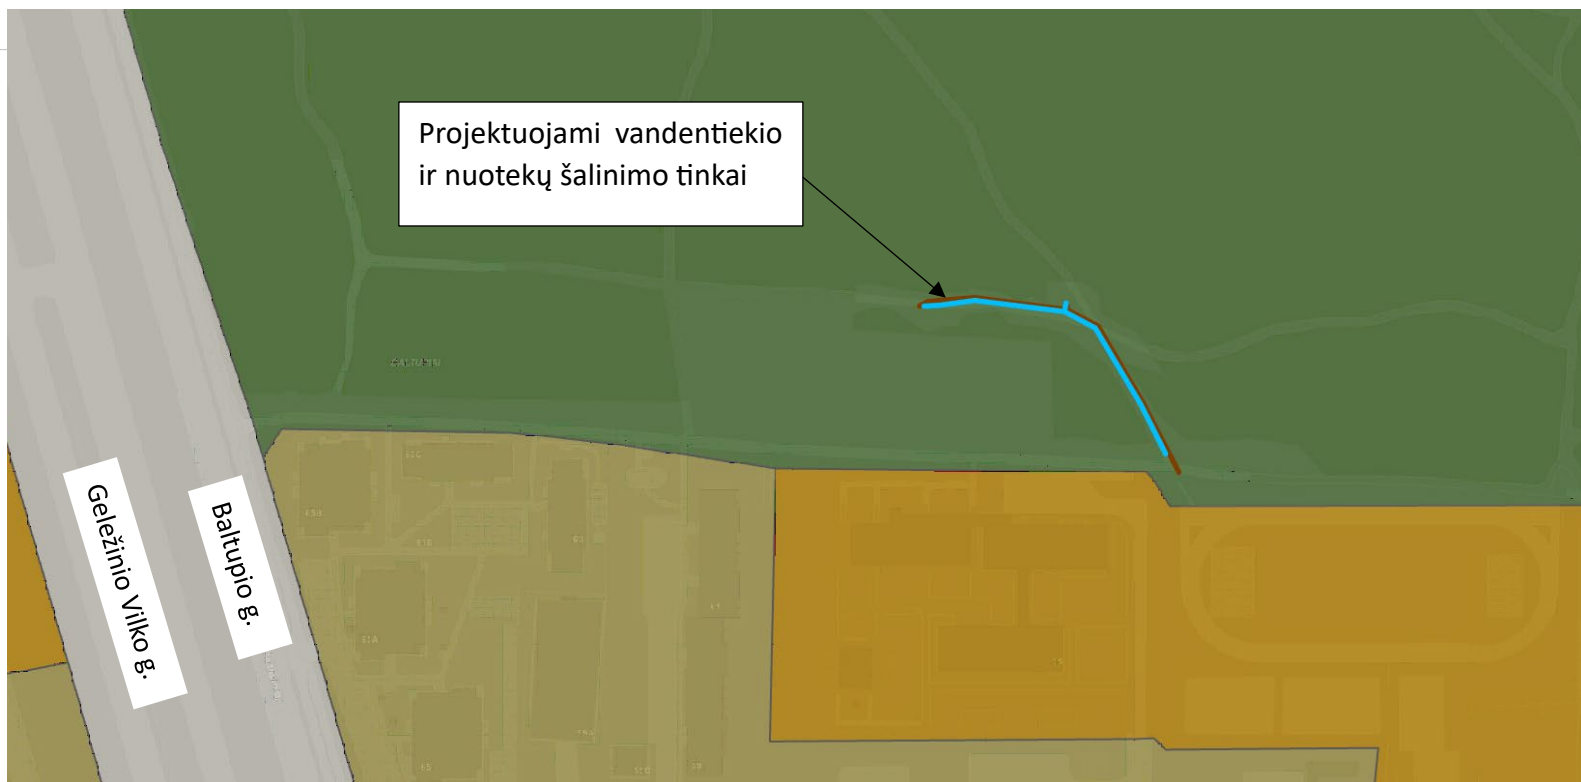 Projektuojami vandentiekio
ir nuotekų šalinimo tinkai
Geležinio Vilko g.
Baltupio g.